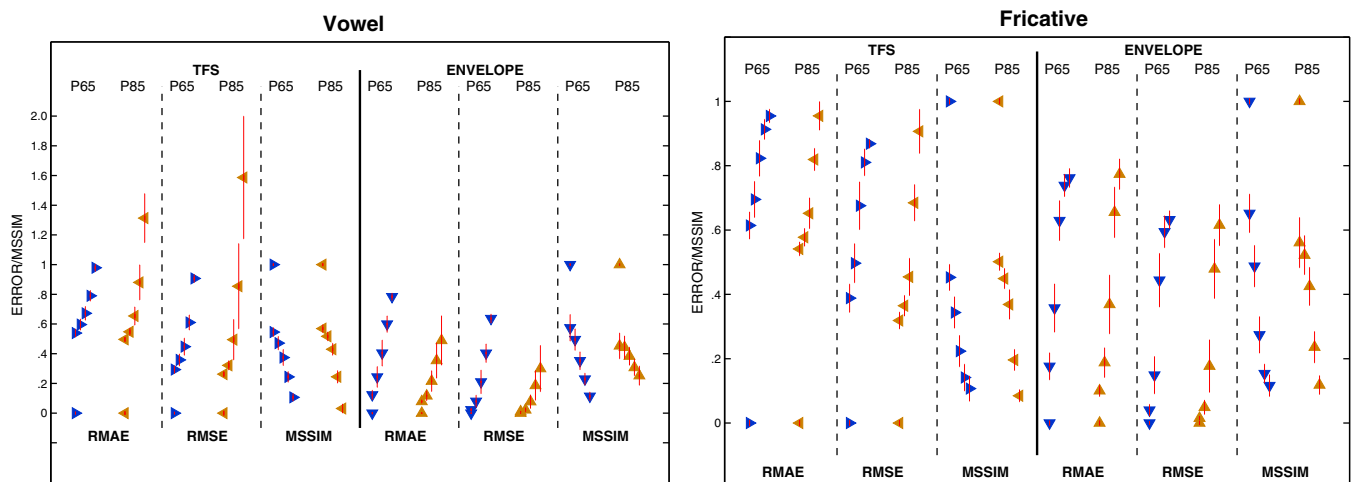 Vowel
TFS ENVELOPE
P65 P85 P65 P85 P65 P85 P65 P85 P65 P85 P65 P85
ERROR/MSSIM
2.0
1.8
1.6
1.4
1.2
1.0
.8
.6
.4
.2
0
RMAE RMSE MSSIM RMAE RMSE MSSIM
Fricative
TFS ENVELOPE
P65 P85 P65 P85 P65 P85 P65 P85 P65 P85 P65 P85
ERROR/MSSIM
1
.8
.6
.4
.2
0
RMAE RMSE MSSIM RMAE RMSE MSSIM